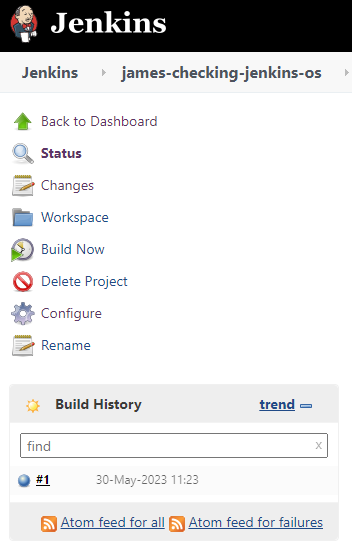 Jenkins
Jenkins james-checking-jenkins-os
Back to Dashboard
Status
Changes
Workspace
Build Now
Delete Project
Configure
Rename
Build History trend
find x
#1 30-May-2023 11:23
Atom feed for all Atom feed for failures